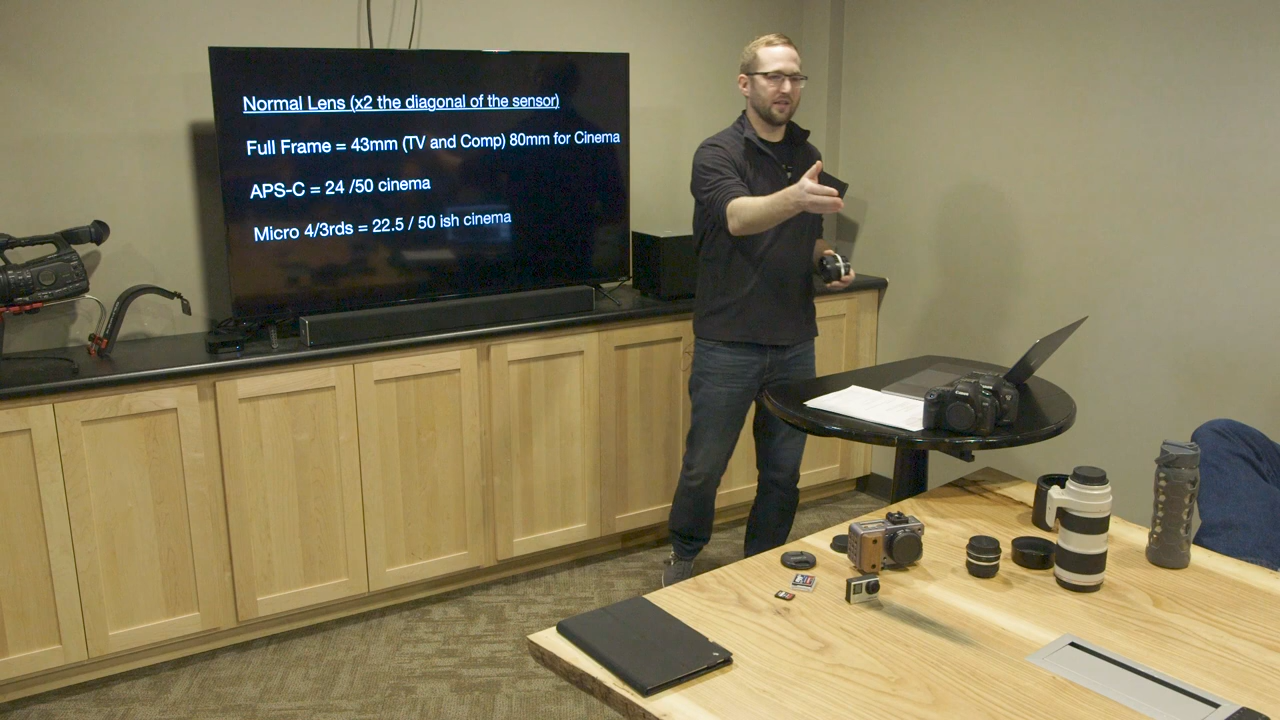 Normal Lens (x2 the diagonal of the sensor)
Full Frame = 43mm (TV and Comp) 80mm for Cinema
APS-C = 24 /50 cinema
Micro 4/3rds = 22.5 / 50 ish cinema
Canon